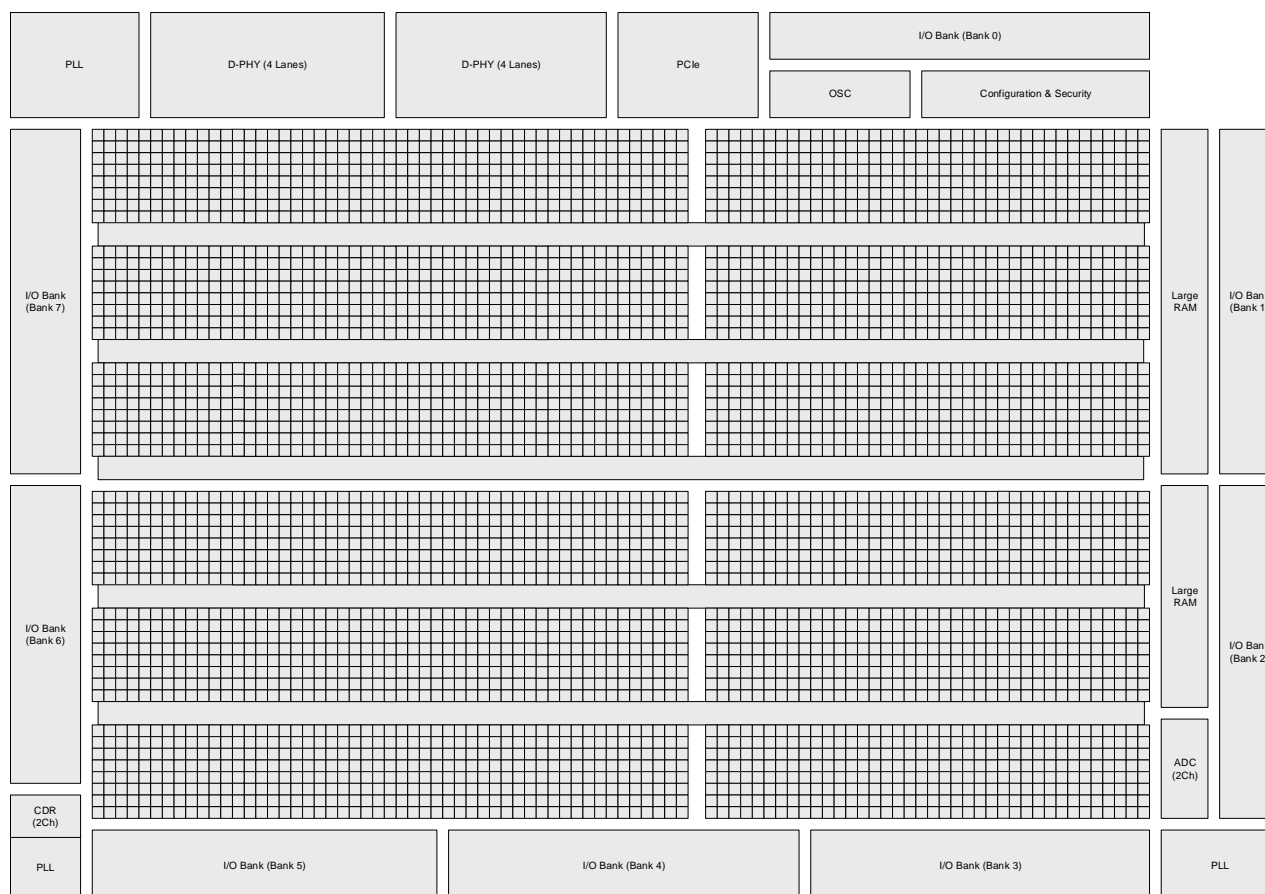 I/O Bank (Bank 0)
PLL
D-PHY (4 Lanes)
D-PHY (4 Lanes)
PCIe
OSC
Configuration & Security
I/O Bank
(Bank 7)
Large
RAM
I/O Ban
(Bank 1
I/O Bank
(Bank 6)
Large
RAM
I/O Ban
(Bank 2
ADC
(2Ch)
CDR
(2Ch)
PLL
I/O Bank (Bank 5)
I/O Bank (Bank 4)
I/O Bank (Bank 3)
PLL